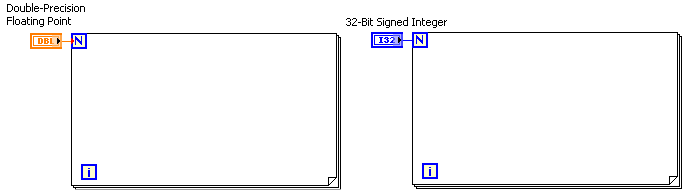 Double-Precision
Floating Point
DBL
N
i
32-Bit Signed Integer
I32
N
i